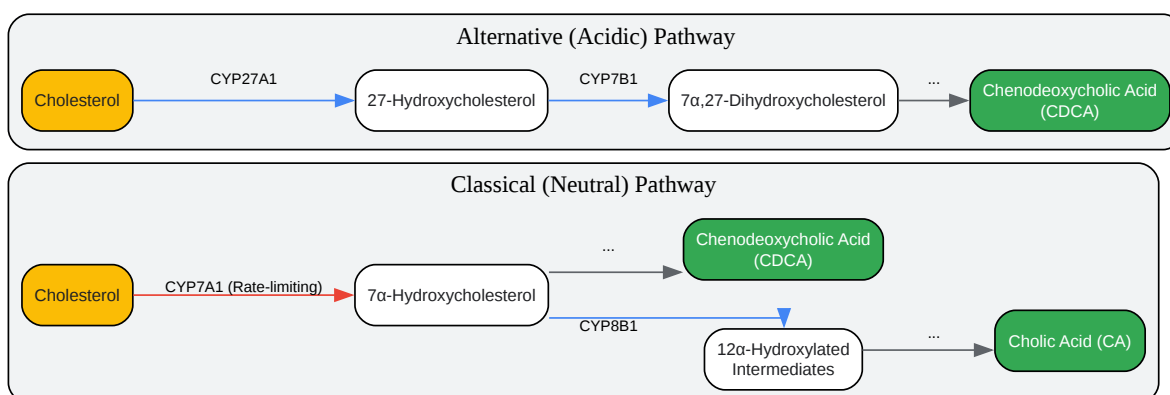 Alternative (Acidic) Pathway
Cholesterol
CYP27A1
27-Hydroxycholesterol
CYP7B1
7α,27-Dihydroxycholesterol
...
Chenodeoxycholic Acid
(CDCA)
Classical (Neutral) Pathway
Cholesterol
CYP7A1 (Rate-limiting)
7α-Hydroxycholesterol
...
Chenodeoxycholic Acid
(CDCA)
CYP8B1
12α-Hydroxylated
Intermediates
...
Cholic Acid (CA)